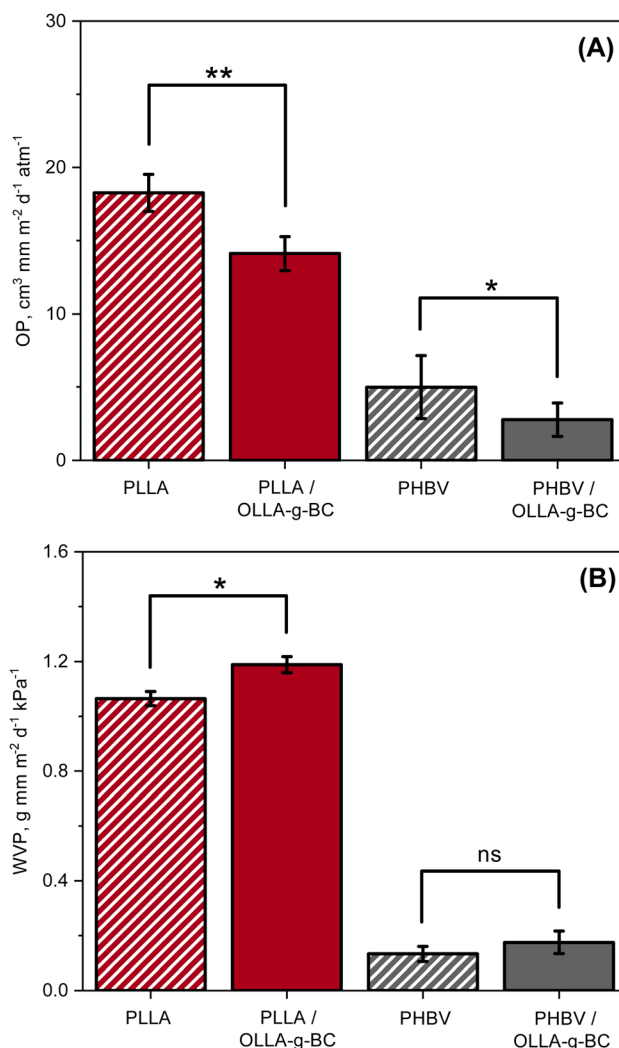 (A)
30
20
10
0
OP, cm³ mm m⁻² d⁻¹ atm⁻¹
**
*
PLLA
PLLA /
OLLA-g-BC
PHBV
PHBV /
OLLA-g-BC
(B)
1.6
1.2
0.8
0.4
0.0
WVP, g mm m⁻² d⁻¹ kPa⁻¹
*
ns
PLLA
PLLA /
OLLA-g-BC
PHBV
PHBV /
OLLA-g-BC